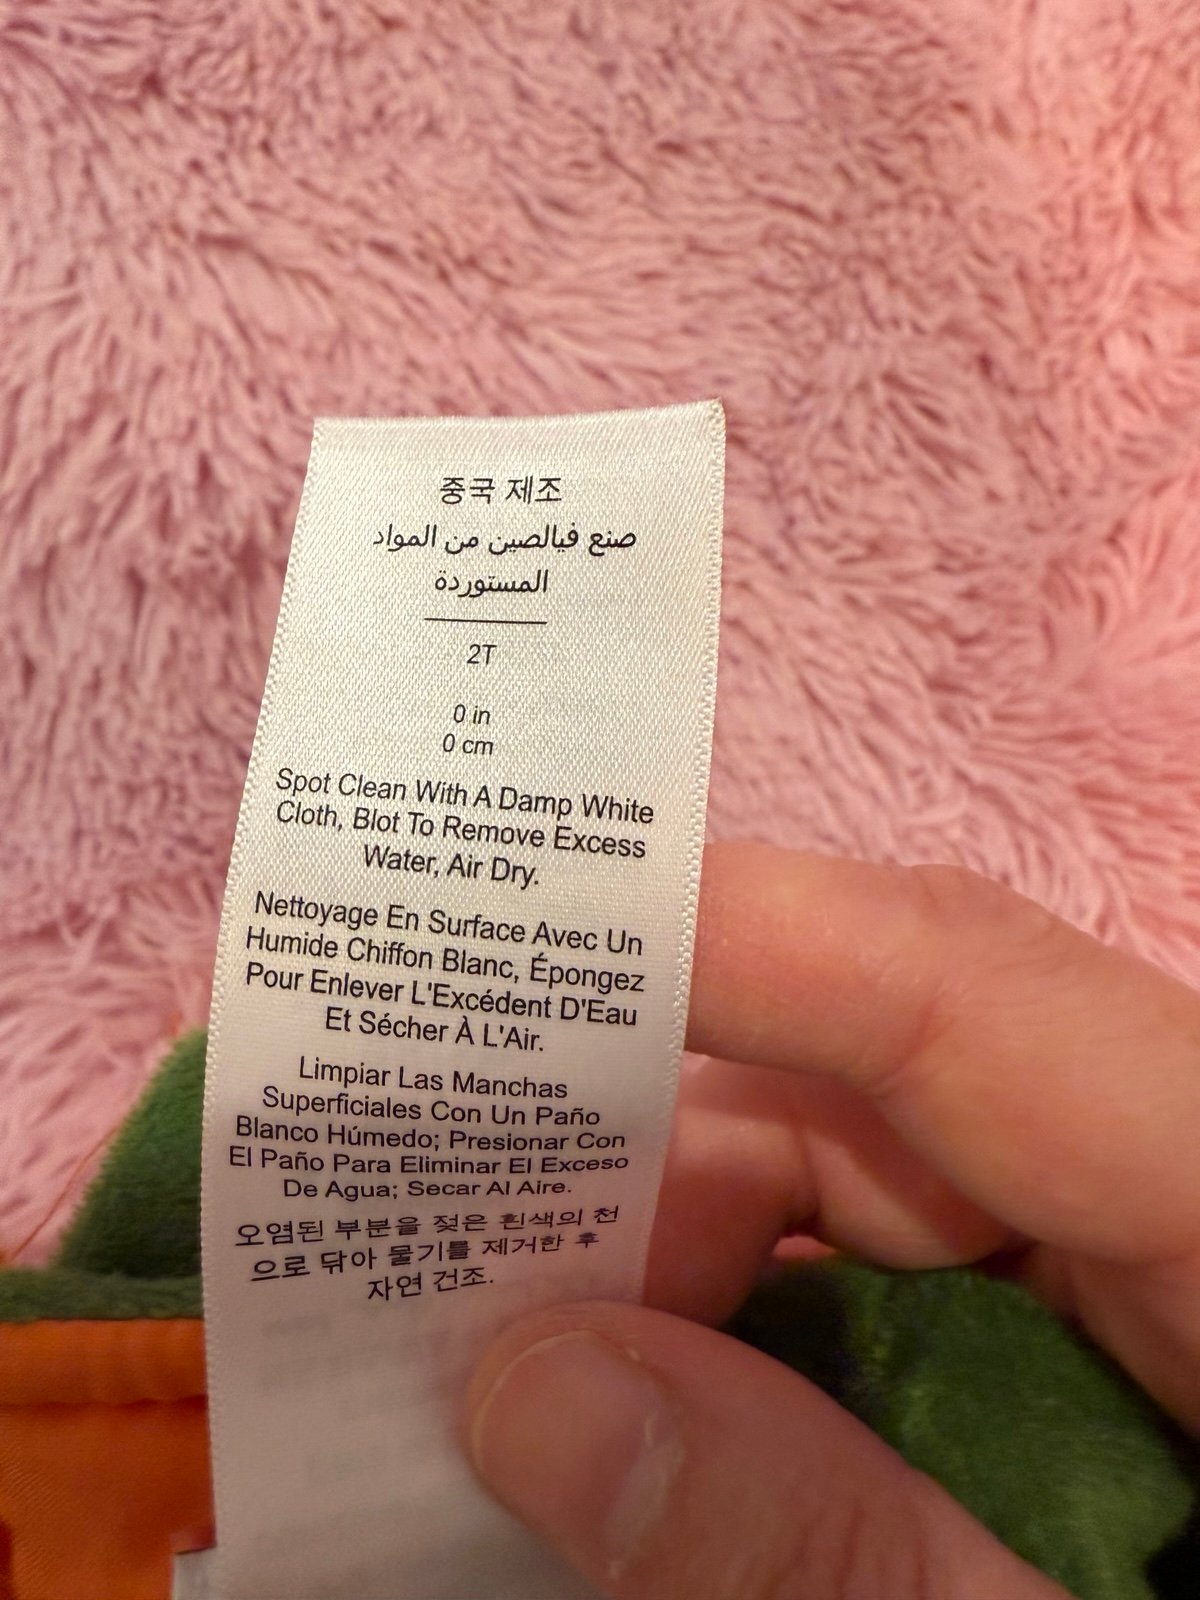 중국 제조
صنع فيالصين من المواد
المستوردة
2T
0 in
0 cm
Spot Clean With A Damp White
Cloth, Blot To Remove Excess
Water, Air Dry.
Nettoyage En Surface Avec Un
Humide Chiffon Blanc, Épongez
Pour Enlever L'Excédent D'Eau
Et Sécher À L'Air.
Limpiar Las Manchas
Superficiales Con Un Paño
Blanco Húmedo; Presionar Con
El Paño Para Eliminar El Exceso
De Agua; Secar Al Aire.
오염된 부분을 젖은 흰색의 천
으로 닦아 물기를 제거한 후
자연 건조.